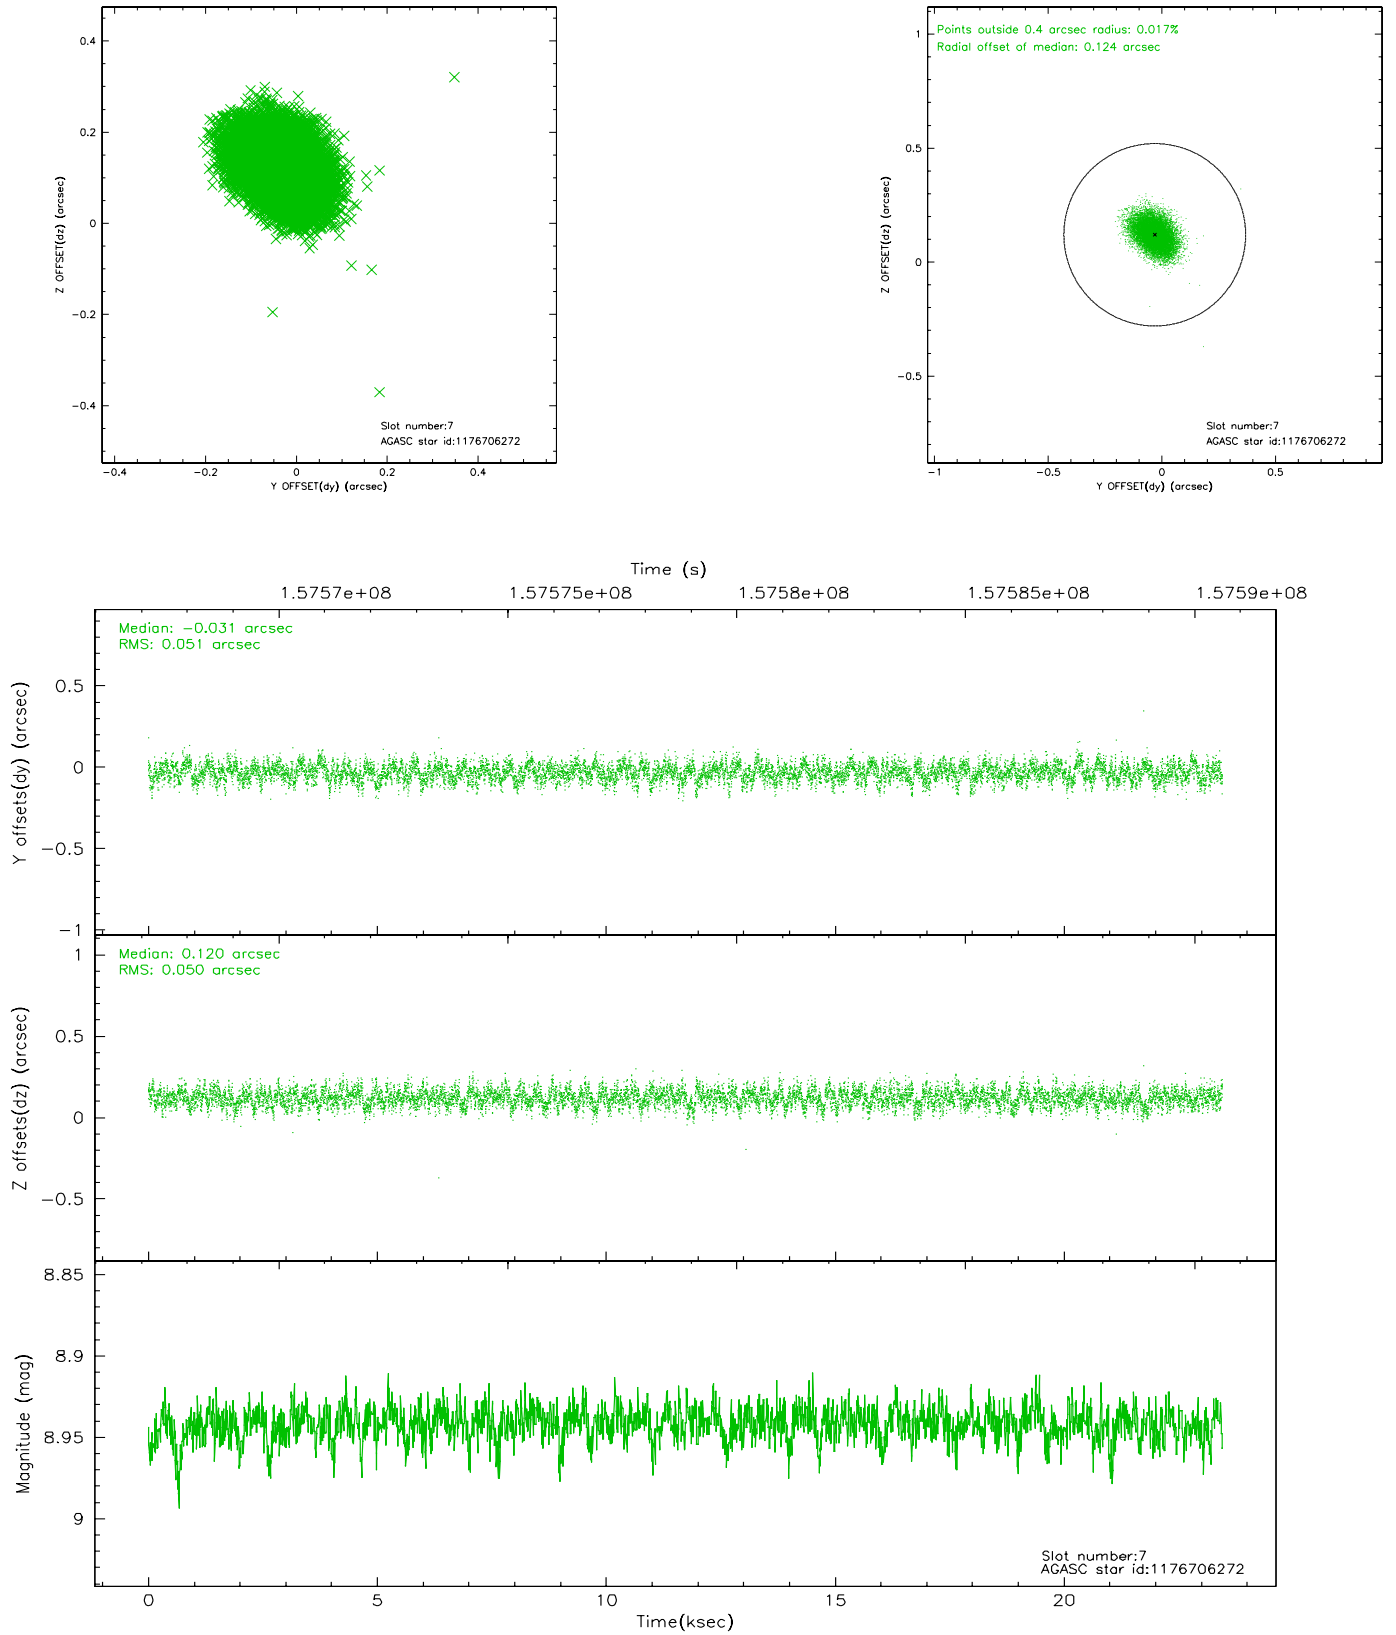 0.4
0.2
0
−0.2
−0.4
Z OFFSET(dz) (arcsec)
Slot number:7
AGASC star id:1176706272
−0.4
−0.2
0
0.2
0.4
Y OFFSET(dy) (arcsec)
Points outside 0.4 arcsec radius: 0.017%
Radial offset of median: 0.124 arcsec
1
0.5
0
−0.5
Z OFFSET(dz) (arcsec)
Slot number:7
AGASC star id:1176706272
−1
−0.5
0
0.5
Y OFFSET(dy) (arcsec)
Time (s)
1.5757e+08
1.57575e+08
1.5758e+08
1.57585e+08
1.5759e+08
Median: −0.031 arcsec
RMS: 0.051 arcsec
0.5
0
−0.5
−1
Y offsets(dy) (arcsec)
Median: 0.120 arcsec
RMS: 0.050 arcsec
1
0.5
0
−0.5
Z offsets(dz) (arcsec)
8.85
8.9
8.95
9
Magnitude (mag)
Slot number:7
AGASC star id:1176706272
0
5
10
15
20
Time(ksec)